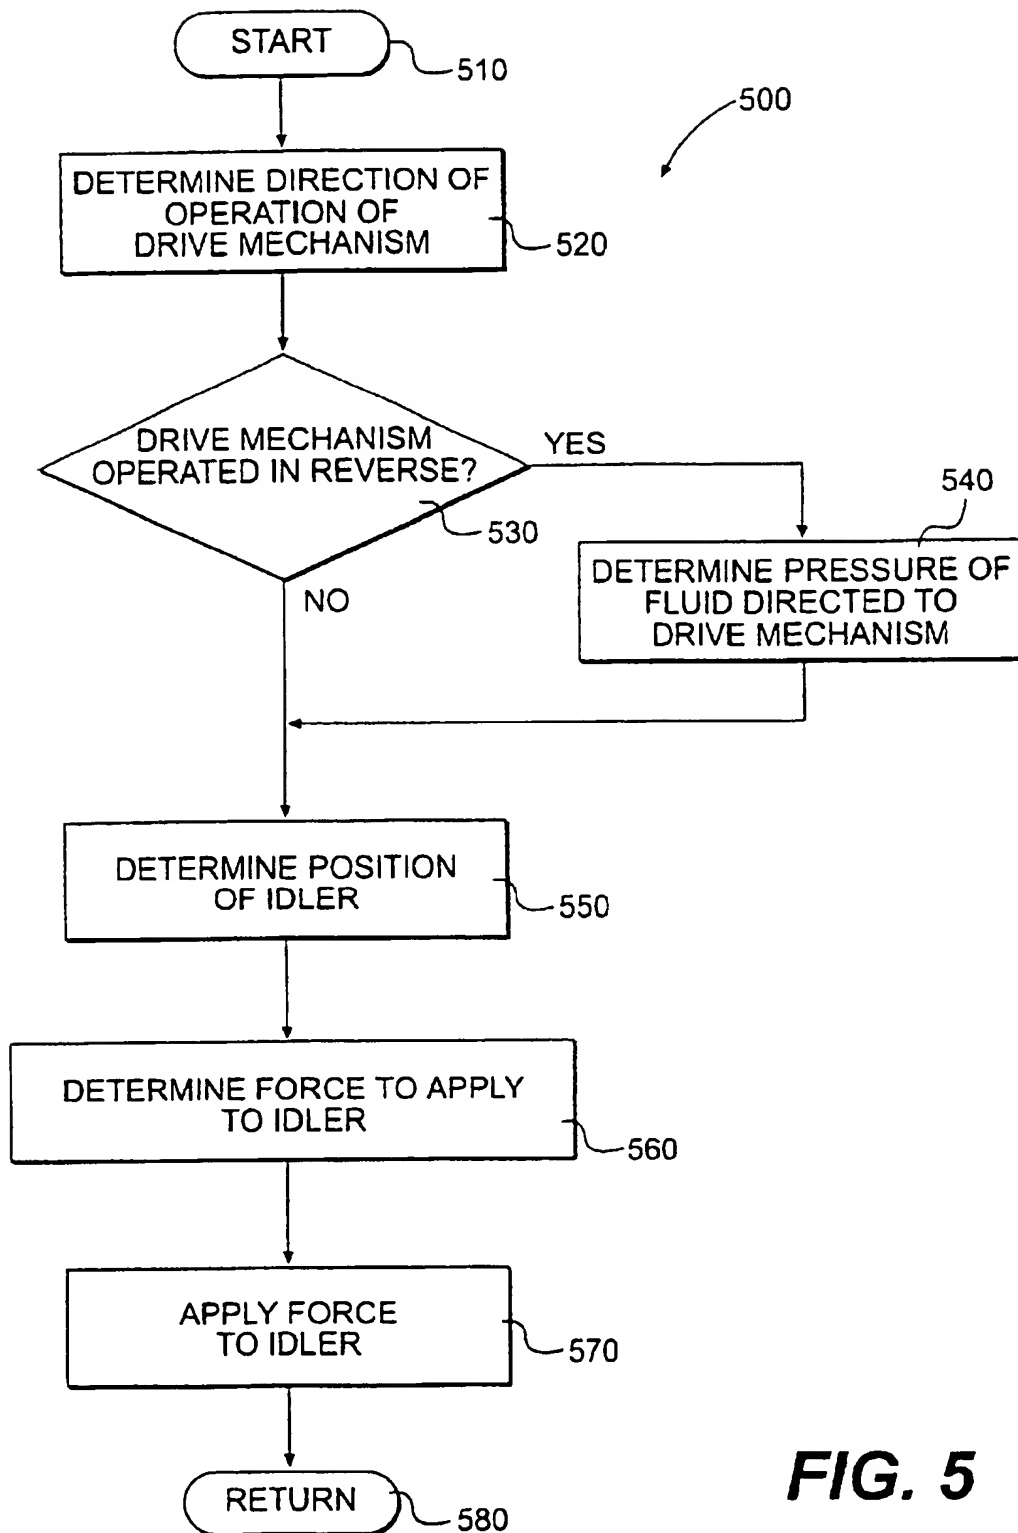 START
510
500
DETERMINE DIRECTION OF
OPERATION OF
DRIVE MECHANISM
520
DRIVE MECHANISM
OPERATED IN REVERSE?
530
YES
540
DETERMINE PRESSURE OF
FLUID DIRECTED TO
DRIVE MECHANISM
NO
DETERMINE POSITION
OF IDLER
550
DETERMINE FORCE TO APPLY
TO IDLER
560
APPLY FORCE
TO IDLER
570
RETURN
580
FIG. 5